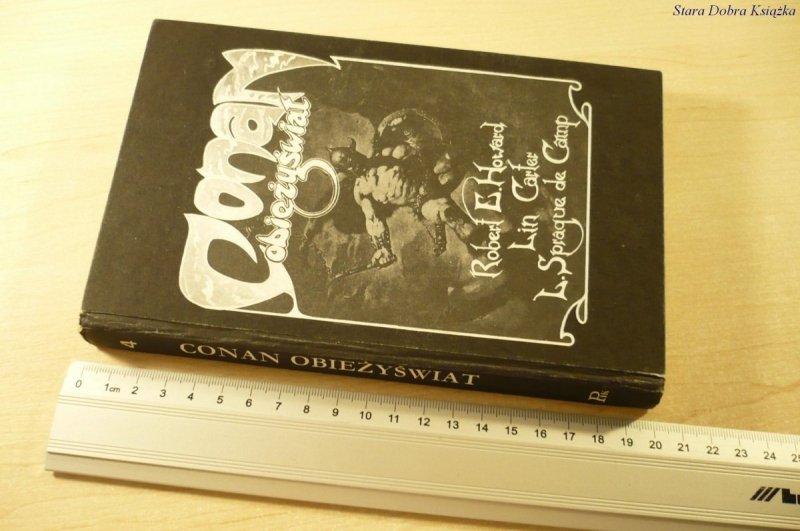 Stara Dobra Książka
Conan
obieżyświat
Robert E. Howard
Lin Carter
L. Sprague de Camp
4 CONAN OBIEŻYŚWIAT
0 1cm 2 3 4 5 6 7 8 9 10 11 12 13 14 15 16 17 18 19 20 21 22 23 24 25